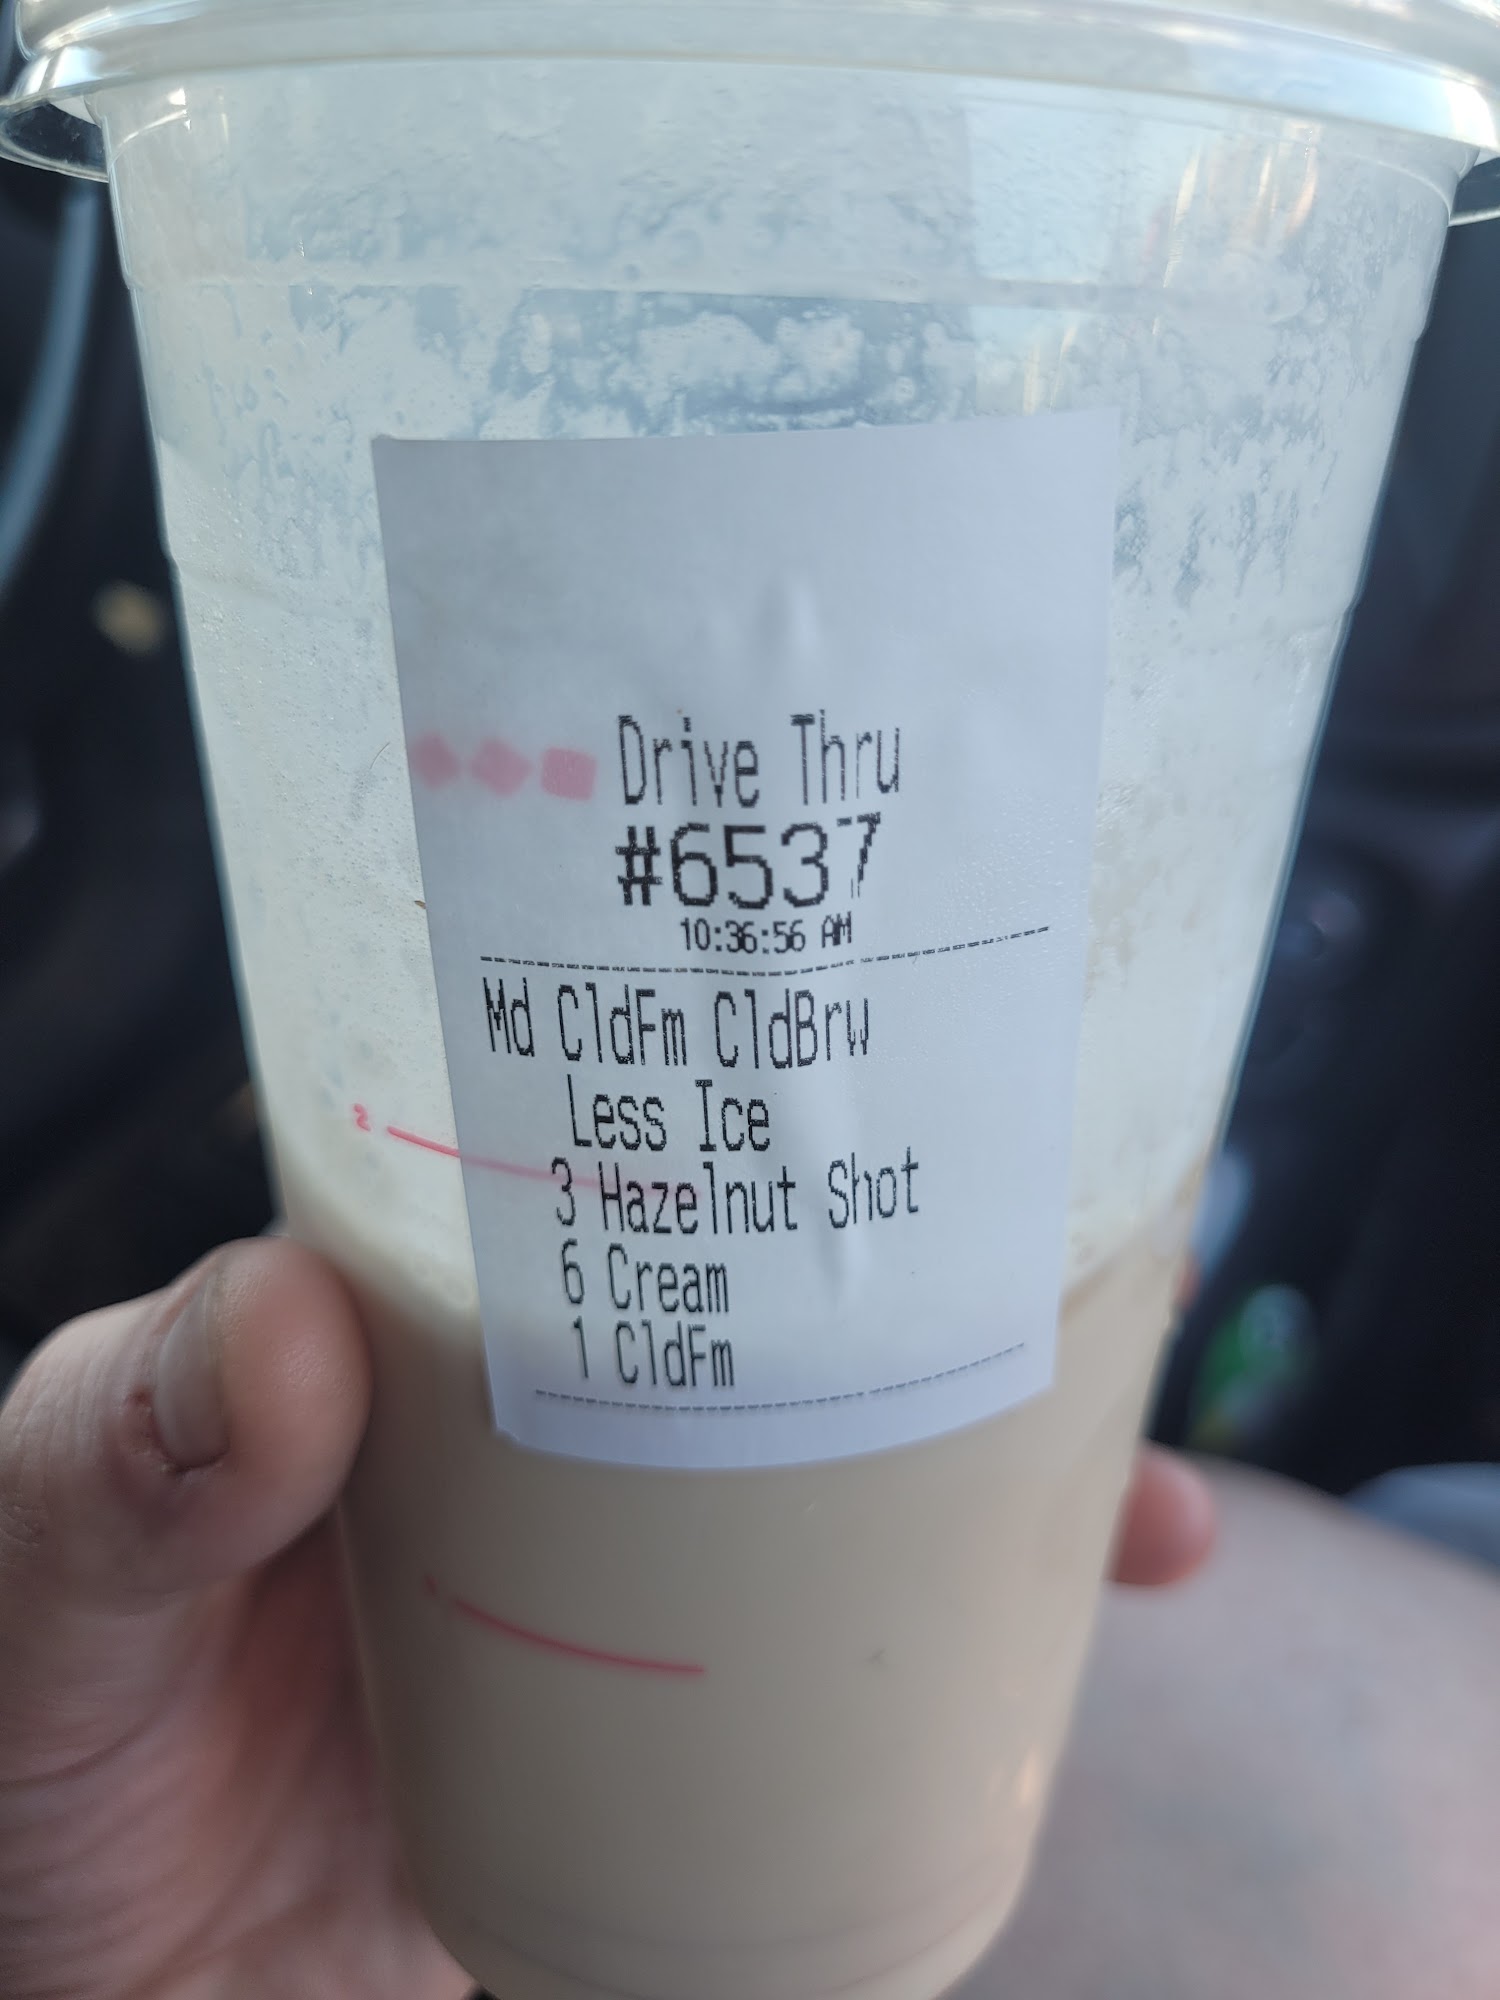 Drive Thru
#6537
10:36:56 AM
Md CldFm CldBrw
Less Ice
2
3 Hazelnut Shot
6 Cream
1 CldFm